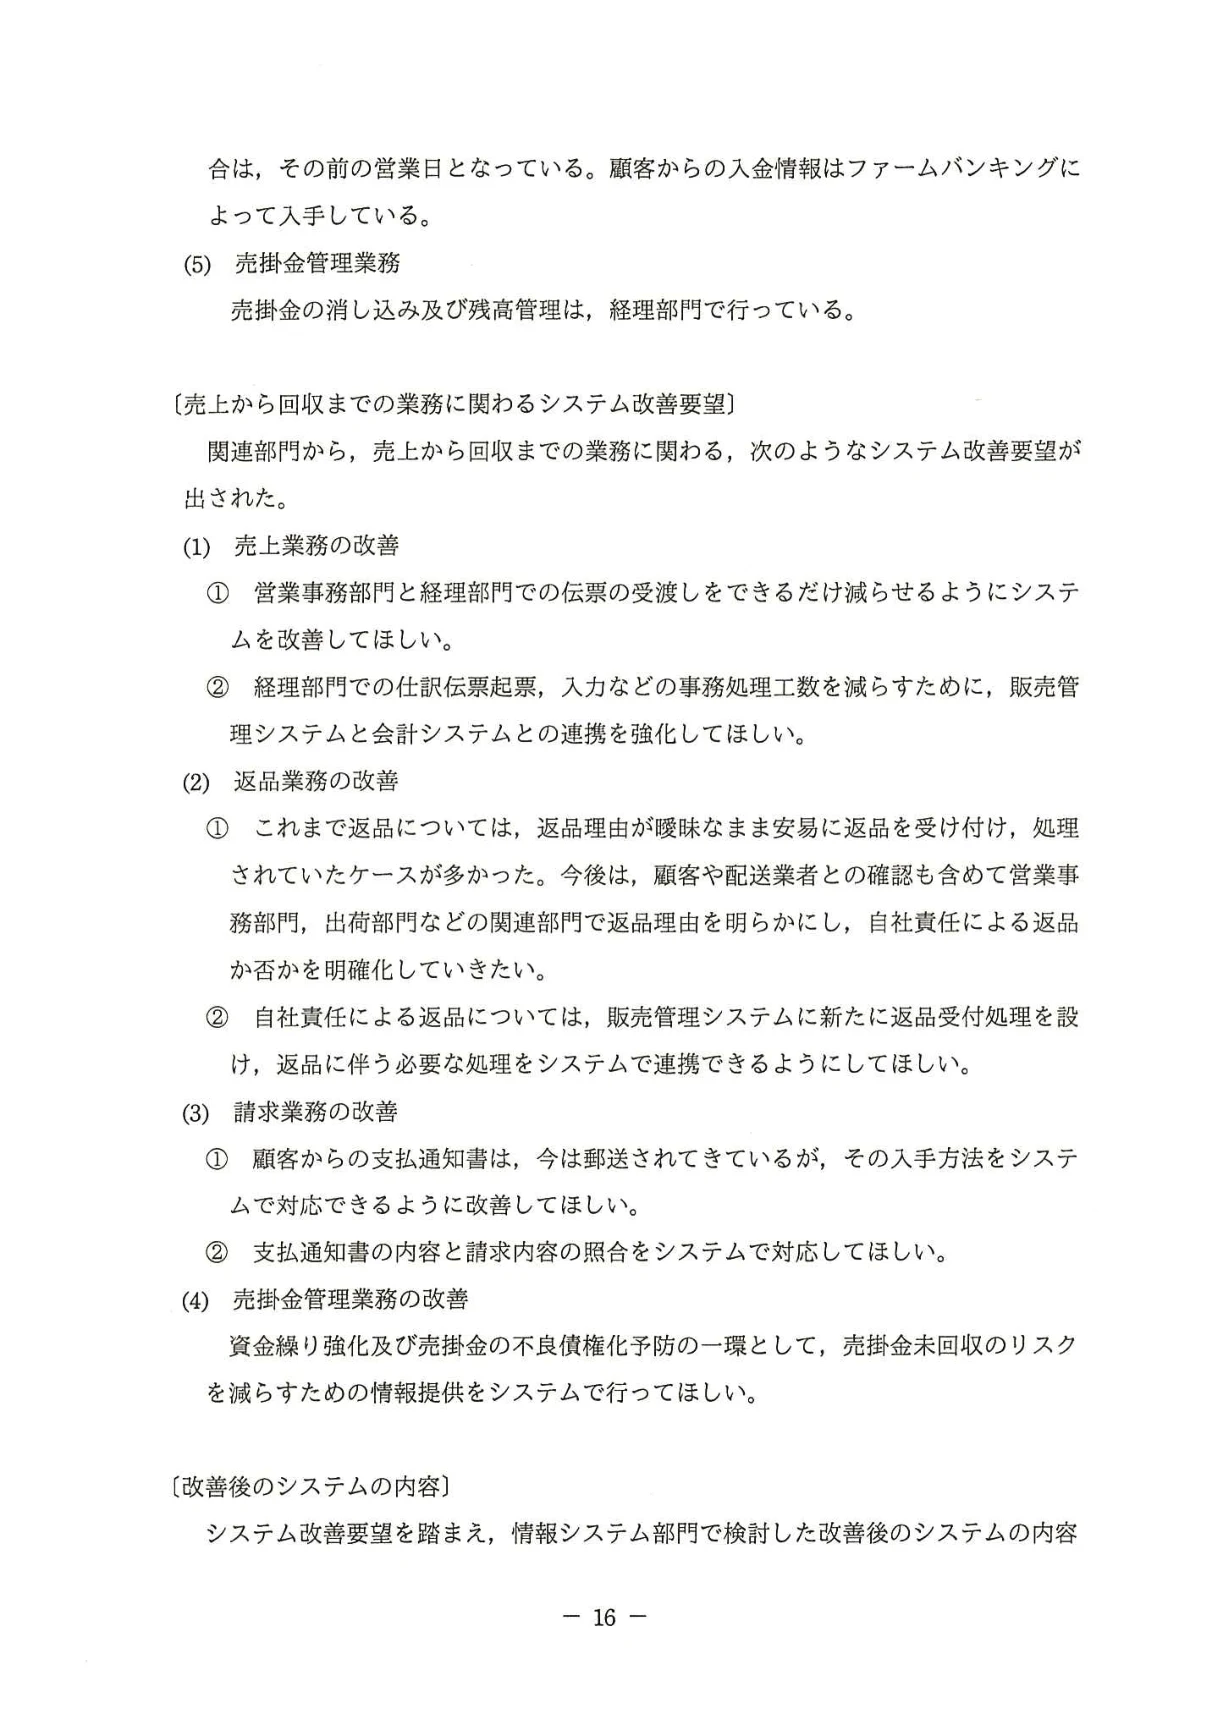 合は，その前の営業日となっている。顧客からの入金情報はファームバンキングに
よって入手している。
(5) 売掛金管理業務
売掛金の消し込み及び残高管理は，経理部門で行っている。
〔売上から回収までの業務に関わるシステム改善要望〕
関連部門から，売上から回収までの業務に関わる，次のようなシステム改善要望が
出された。
(1) 売上業務の改善
① 営業事務部門と経理部門での伝票の受渡しをできるだけ減らせるようにシステ
ムを改善してほしい。
② 経理部門での仕訳伝票起票，入力などの事務処理工数を減らすために，販売管
理システムと会計システムとの連携を強化してほしい。
(2) 返品業務の改善
① これまで返品については，返品理由が曖昧なまま安易に返品を受け付け，処理
されていたケースが多かった。今後は，顧客や配送業者との確認も含めて営業事
務部門，出荷部門などの関連部門で返品理由を明らかにし，自社責任による返品
か否かを明確化していきたい。
② 自社責任による返品については，販売管理システムに新たに返品受付処理を設
け，返品に伴う必要な処理をシステムで連携できるようにしてほしい。
(3) 請求業務の改善
① 顧客からの支払通知書は，今は郵送されてきているが，その入手方法をシステ
ムで対応できるように改善してほしい。
② 支払通知書の内容と請求内容の照合をシステムで対応してほしい。
(4) 売掛金管理業務の改善
資金繰り強化及び売掛金の不良債権化予防の一環として，売掛金未回収のリスク
を減らすための情報提供をシステムで行ってほしい。
〔改善後のシステムの内容〕
システム改善要望を踏まえ，情報システム部門で検討した改善後のシステムの内容
－ 16 －